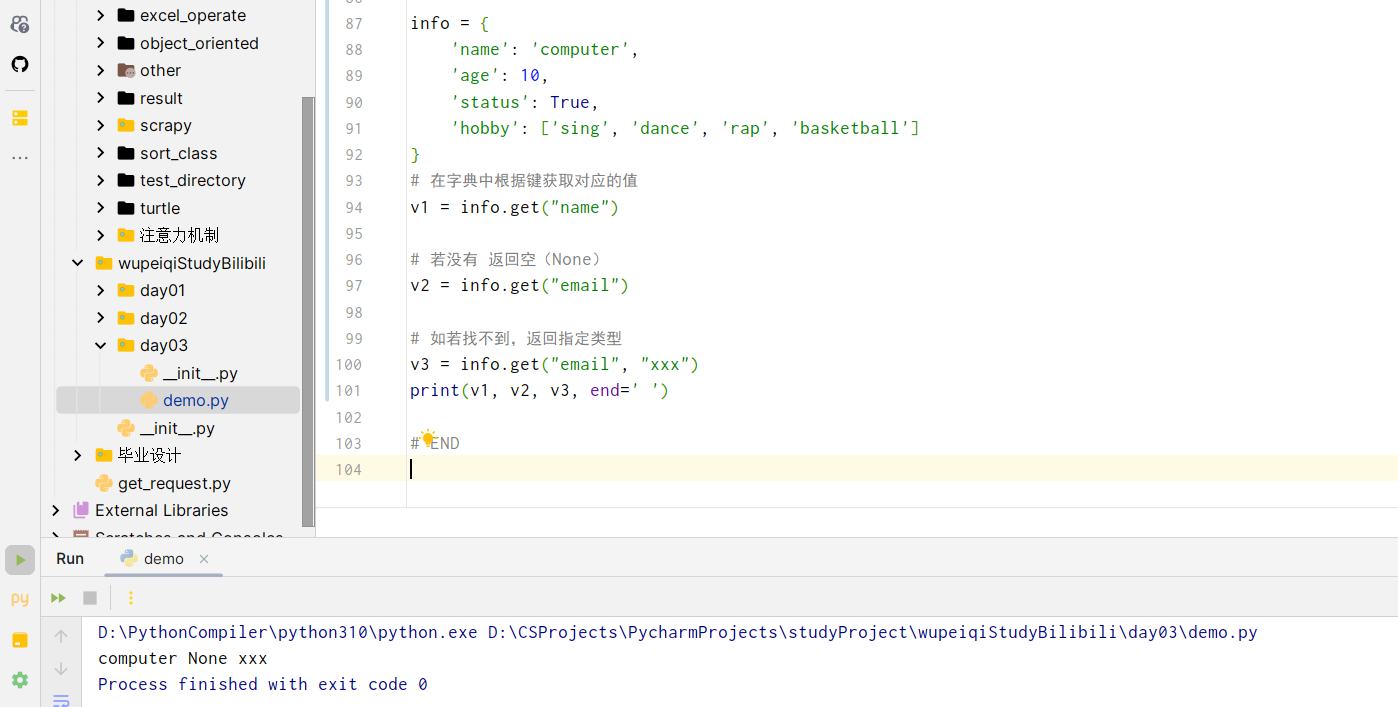 excel_operate
object_oriented
other
result
scrapy
sort_class
test_directory
turtle
注意力机制
wupeiqiStudyBilibili
day01
day02
day03
__init__.py
demo.py
__init__.py
毕业设计
get_request.py
External Libraries
Scratches and Consoles
87 info = {
88 'name': 'computer',
89 'age': 10,
90 'status': True,
91 'hobby': ['sing', 'dance', 'rap', 'basketball']
92 }
93 # 在字典中根据键获取对应的值
94 v1 = info.get("name")
95
96 # 若没有 返回空（None）
97 v2 = info.get("email")
98
99 # 如若找不到，返回指定类型
100 v3 = info.get("email", "xxx")
101 print(v1, v2, v3, end=' ')
102
103 # END
104
Run demo
py
D:\PythonCompiler\python310\python.exe D:\CSProjects\PycharmProjects\studyProject\wupeiqiStudyBilibili\day03\demo.py
computer None xxx
Process finished with exit code 0